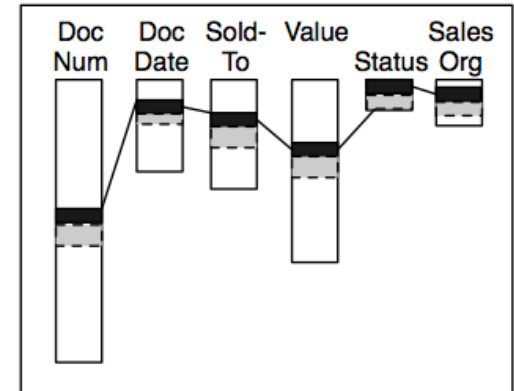 Doc Doc Sold- Value Sales
Num Date To Status Org